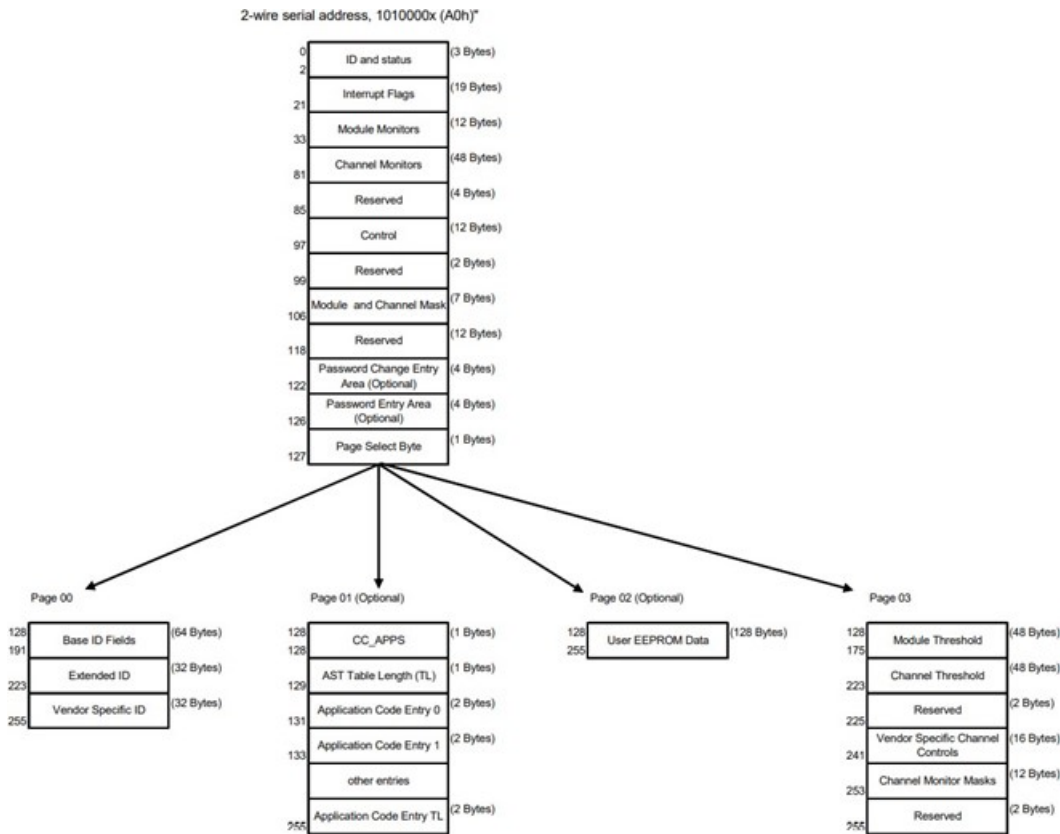 2-wire serial address, 1010000x (A0h)"
0
ID and status
(3 Bytes)
2
Interrupt Flags
(19 Bytes)
21
Module Monitors
(12 Bytes)
33
Channel Monitors
(48 Bytes)
81
Reserved
(4 Bytes)
85
Control
(12 Bytes)
97
Reserved
(2 Bytes)
99
Module and Channel Mask
(7 Bytes)
106
Reserved
(12 Bytes)
118
Password Change Entry
Area (Optional)
(4 Bytes)
122
Password Entry Area
(Optional)
(4 Bytes)
126
Page Select Byte
(1 Bytes)
127
Page 00
128
Base ID Fields
(64 Bytes)
191
Extended ID
(32 Bytes)
223
Vendor Specific ID
(32 Bytes)
255
Page 01 (Optional)
128
CC_APPS
(1 Bytes)
128
AST Table Length (TL)
(1 Bytes)
129
Application Code Entry 0
(2 Bytes)
131
Application Code Entry 1
(2 Bytes)
133
other entries
Application Code Entry TL
(2 Bytes)
255
Page 02 (Optional)
128
User EEPROM Data
(128 Bytes)
255
Page 03
128
Module Threshold
(48 Bytes)
175
Channel Threshold
(48 Bytes)
223
Reserved
(2 Bytes)
225
Vendor Specific Channel
Controls
(16 Bytes)
241
Channel Monitor Masks
(12 Bytes)
253
Reserved
(2 Bytes)
255